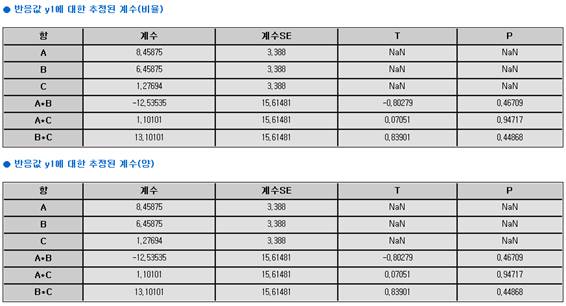 반응값 y1에 대한 추정된 계수(비율)
항 계수 계수SE T P
A 8,45875 3,388 NaN NaN
B 6,45875 3,388 NaN NaN
C 1,27694 3,388 NaN NaN
A*B -12,53535 15,61481 -0,80279 0,46709
A*C 1,10101 15,61481 0,07051 0,94717
B*C 13,10101 15,61481 0,83901 0,44868
반응값 y1에 대한 추정된 계수(양)
항 계수 계수SE T P
A 8,45875 3,388 NaN NaN
B 6,45875 3,388 NaN NaN
C 1,27694 3,388 NaN NaN
A*B -12,53535 15,61481 -0,80279 0,46709
A*C 1,10101 15,61481 0,07051 0,94717
B*C 13,10101 15,61481 0,83901 0,44868